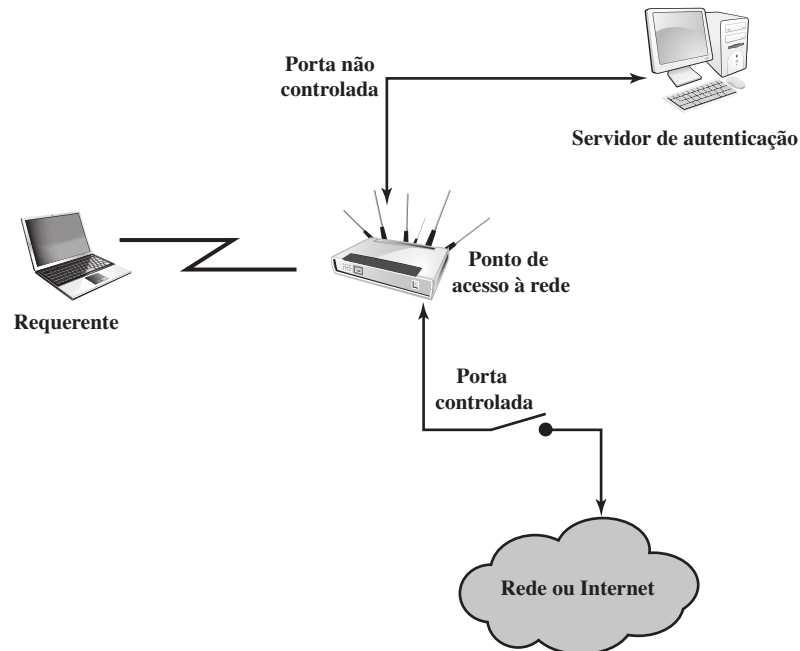 Porta não
controlada
Servidor de autenticação
Ponto de
acesso à rede
Requerente
Porta
controlada
Rede ou Internet